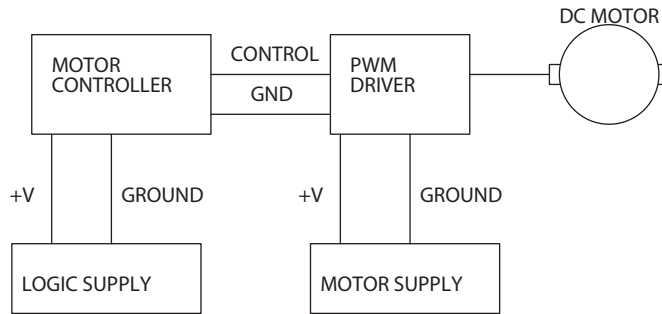 DC MOTOR
MOTOR
CONTROLLER
CONTROL
GND
PWM
DRIVER
+V
GROUND
+V
GROUND
LOGIC SUPPLY
MOTOR SUPPLY